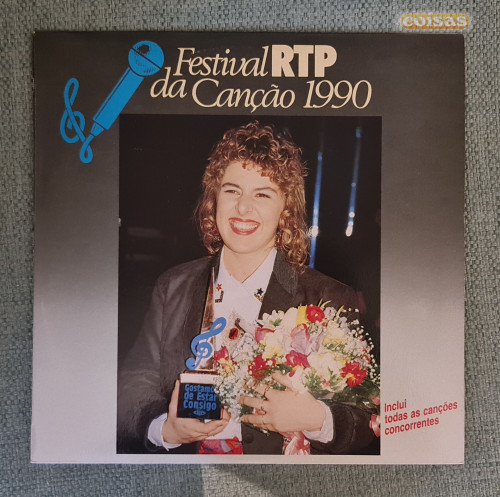 coisas
Festival RTP
da Canção 1990
Gostamos
de Estar
Consigo
Inclui
todas as canções
concorrentes